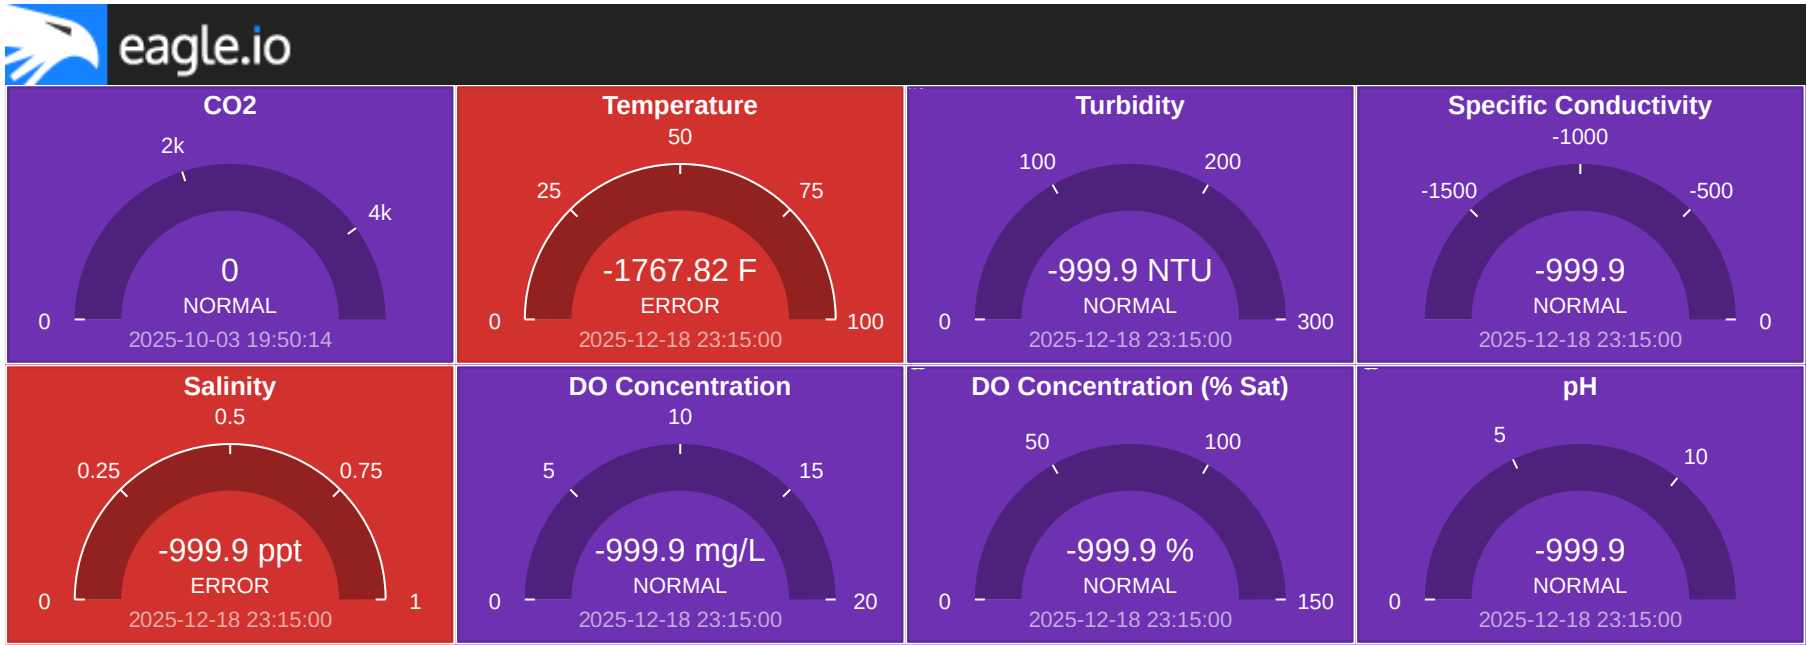 eagle.io
CO2
2k
4k
0
NORMAL
0
2025-10-03 19:50:14
Temperature
50
25
75
-1767.82 F
ERROR
0
100
2025-12-18 23:15:00
Turbidity
100
200
-999.9 NTU
NORMAL
0
300
2025-12-18 23:15:00
Specific Conductivity
-1000
-1500
-500
-999.9
NORMAL
0
2025-12-18 23:15:00
Salinity
0.5
0.25
0.75
-999.9 ppt
ERROR
0
1
2025-12-18 23:15:00
DO Concentration
10
5
15
-999.9 mg/L
NORMAL
0
20
2025-12-18 23:15:00
DO Concentration (% Sat)
50
100
-999.9 %
NORMAL
0
150
2025-12-18 23:15:00
pH
5
10
-999.9
NORMAL
0
2025-12-18 23:15:00